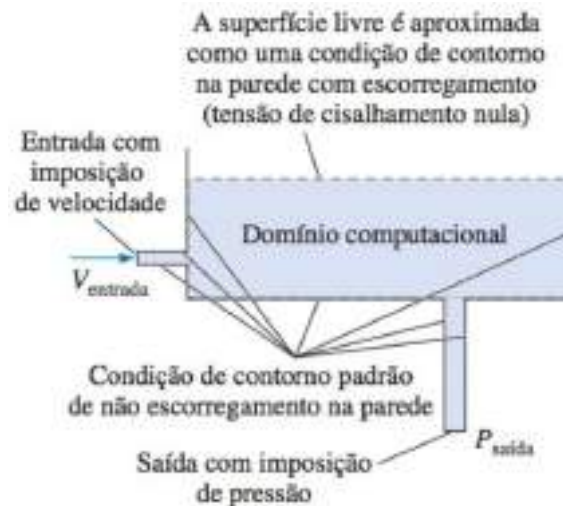 A superfície livre é aproximada
como uma condição de contorno
na parede com escorregamento
(tensão de cisalhamento nula)
Entrada com
imposição
de velocidade
Domínio computacional
V entrada
Condição de contorno padrão
de não escorregamento na parede
P saída
Saída com imposição
de pressão